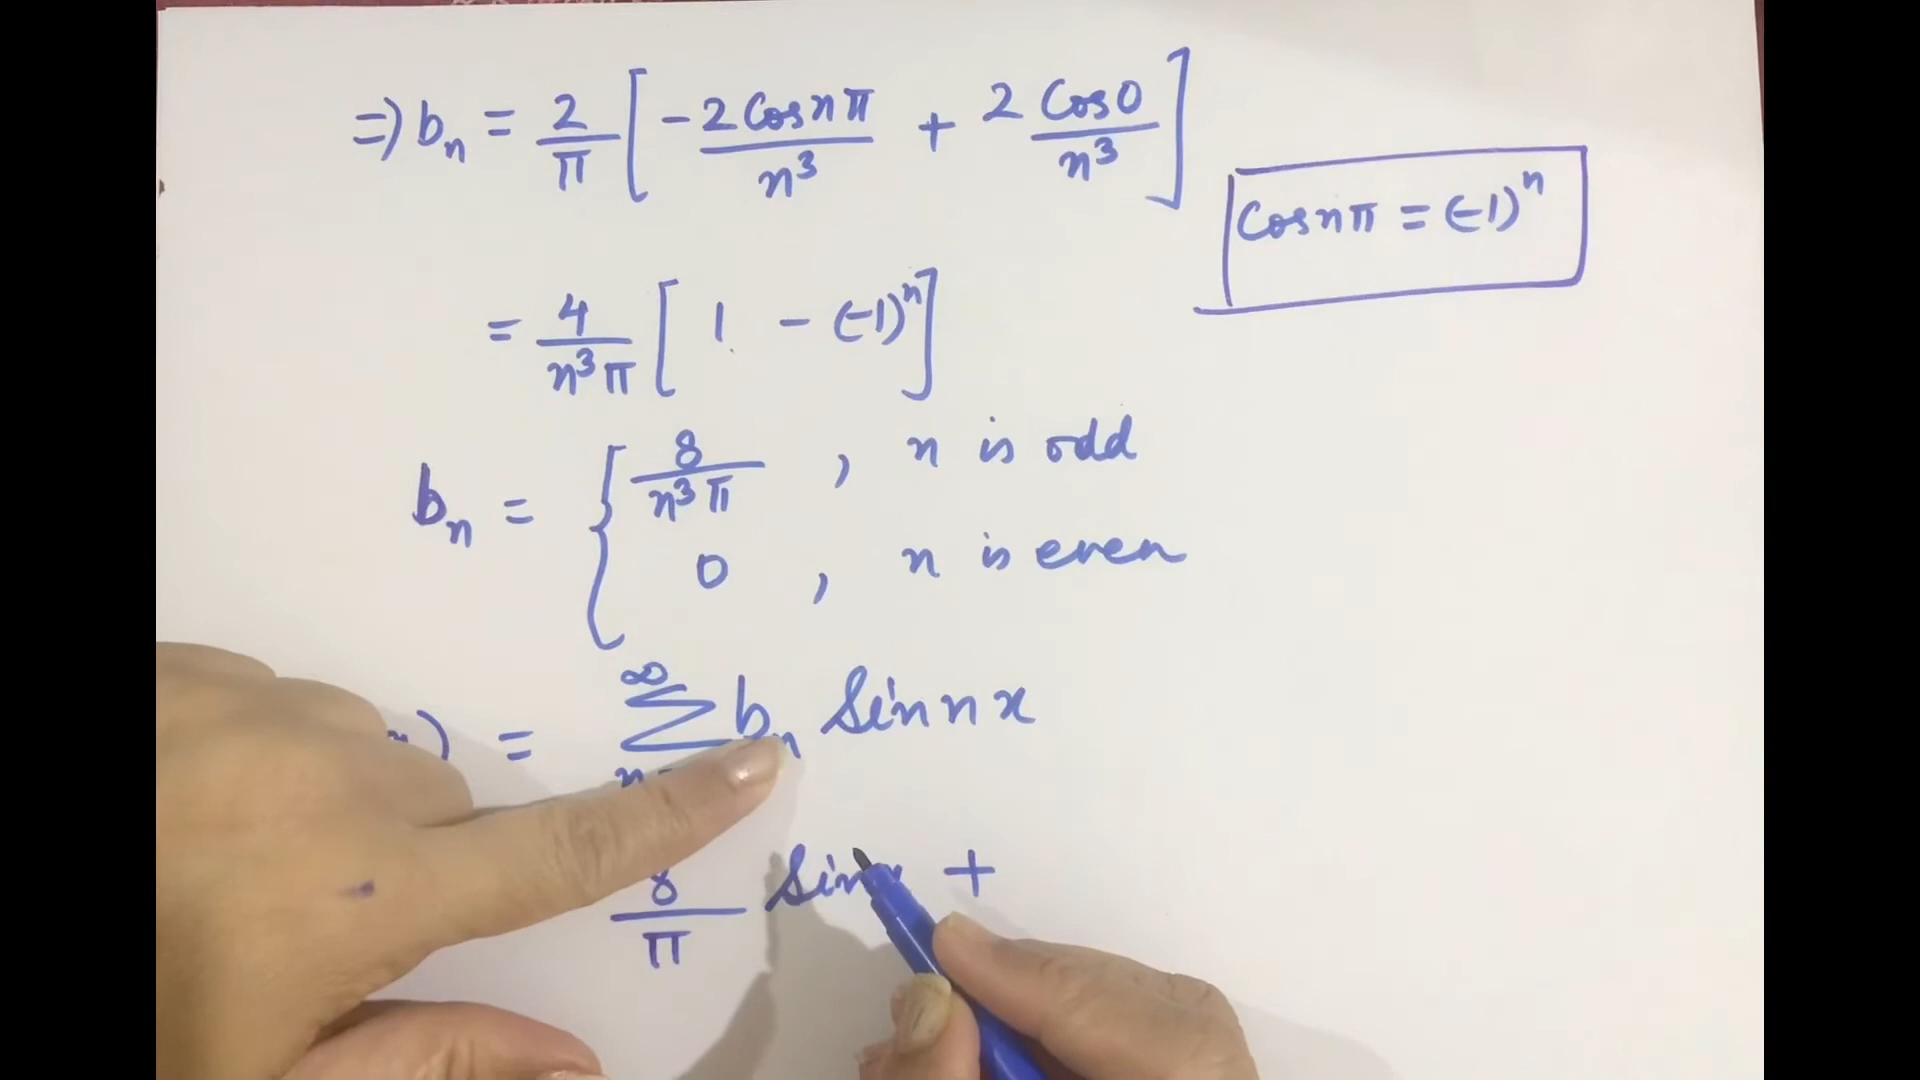 ⇒ bn = 2/π [ -2 Cos nπ / n³ + 2 Cos 0 / n³ ]
Cos nπ = (-1)ⁿ
= 4/n³π [ 1 - (-1)ⁿ ]
bn = { 8/n³π , n is odd
0 , n is even
) = ∞ Σ n bn Sin nx
8/π Sin +